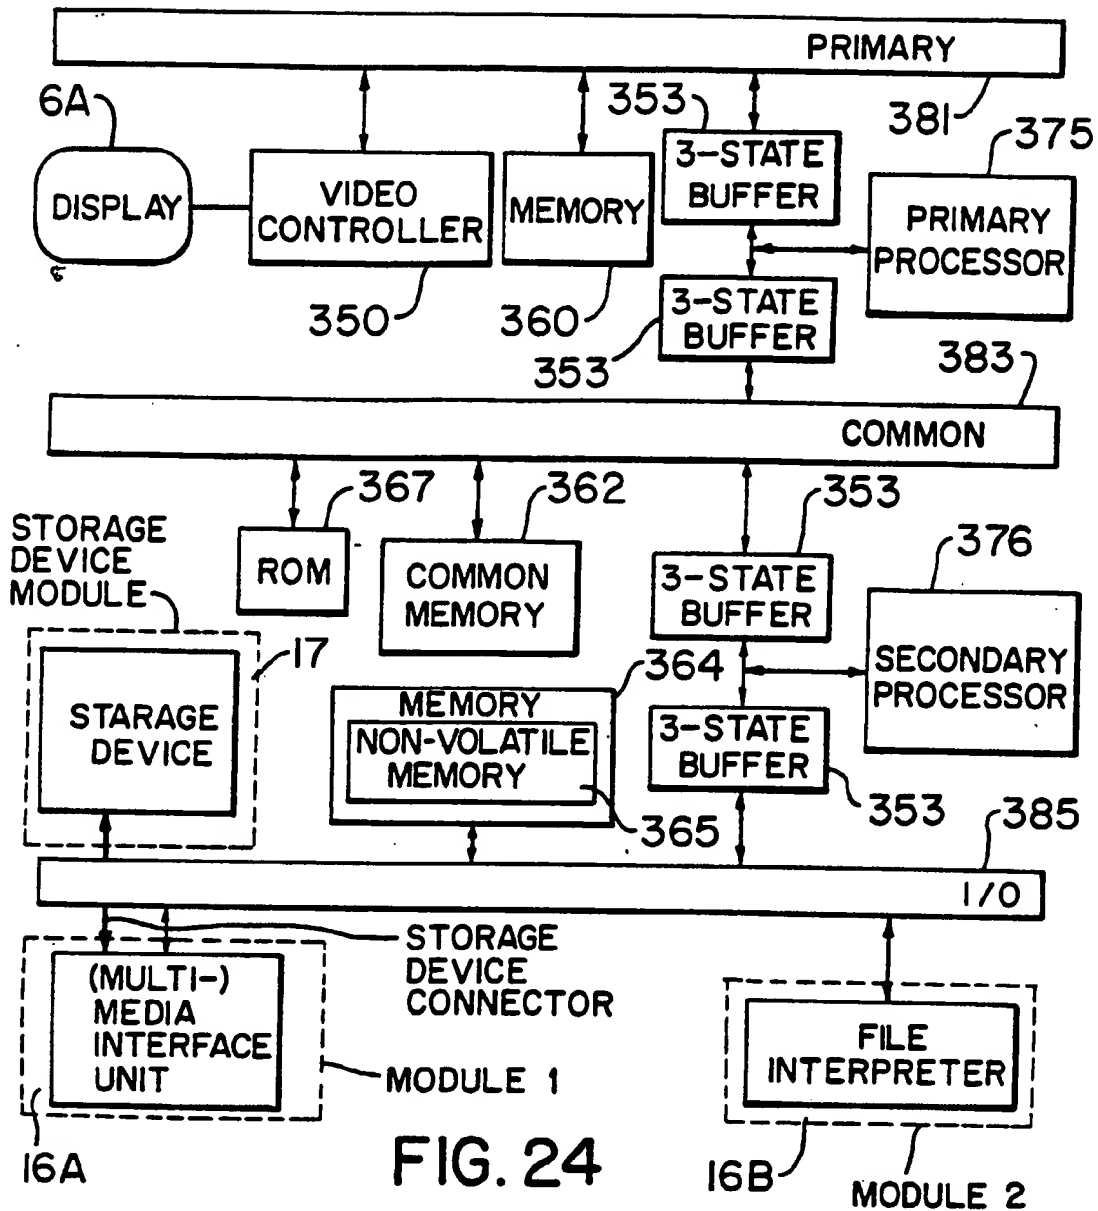 PRIMARY
381
6A
DISPLAY
VIDEO
CONTROLLER
350
MEMORY
360
353
3-STATE
BUFFER
375
PRIMARY
PROCESSOR
3-STATE
BUFFER
353
383
COMMON
367
ROM
362
COMMON
MEMORY
353
3-STATE
BUFFER
376
SECONDARY
PROCESSOR
STORAGE
DEVICE
MODULE
17
STARAGE
DEVICE
364
MEMORY
NON-VOLATILE
MEMORY
365
3-STATE
BUFFER
353
385
I/O
STORAGE
DEVICE
CONNECTOR
(MULTI-)
MEDIA
INTERFACE
UNIT
MODULE 1
16A
FILE
INTERPRETER
16B
MODULE 2
FIG. 24